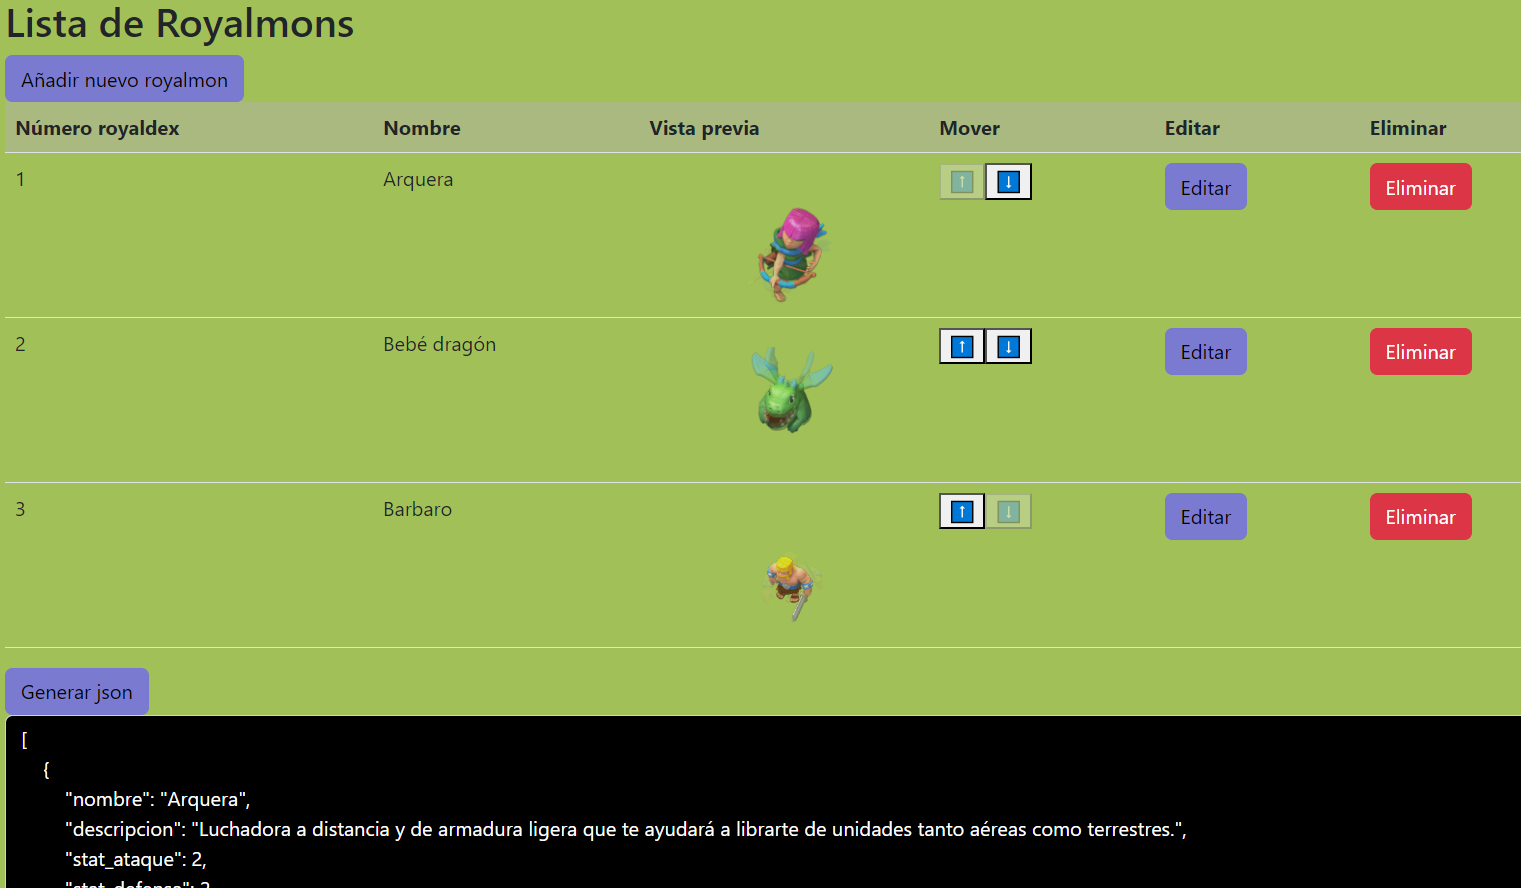 Lista de Royalmons
Añadir nuevo royalmon
Número royaldex Nombre Vista previa Mover Editar Eliminar
1 Arquera ↑ ↓ Editar Eliminar
2 Bebé dragón ↑ ↓ Editar Eliminar
3 Barbaro ↑ ↓ Editar Eliminar
Generar json
[
{
"nombre": "Arquera",
"descripcion": "Luchadora a distancia y de armadura ligera que te ayudará a librarte de unidades tanto aéreas como terrestres.",
"stat_ataque": 2,